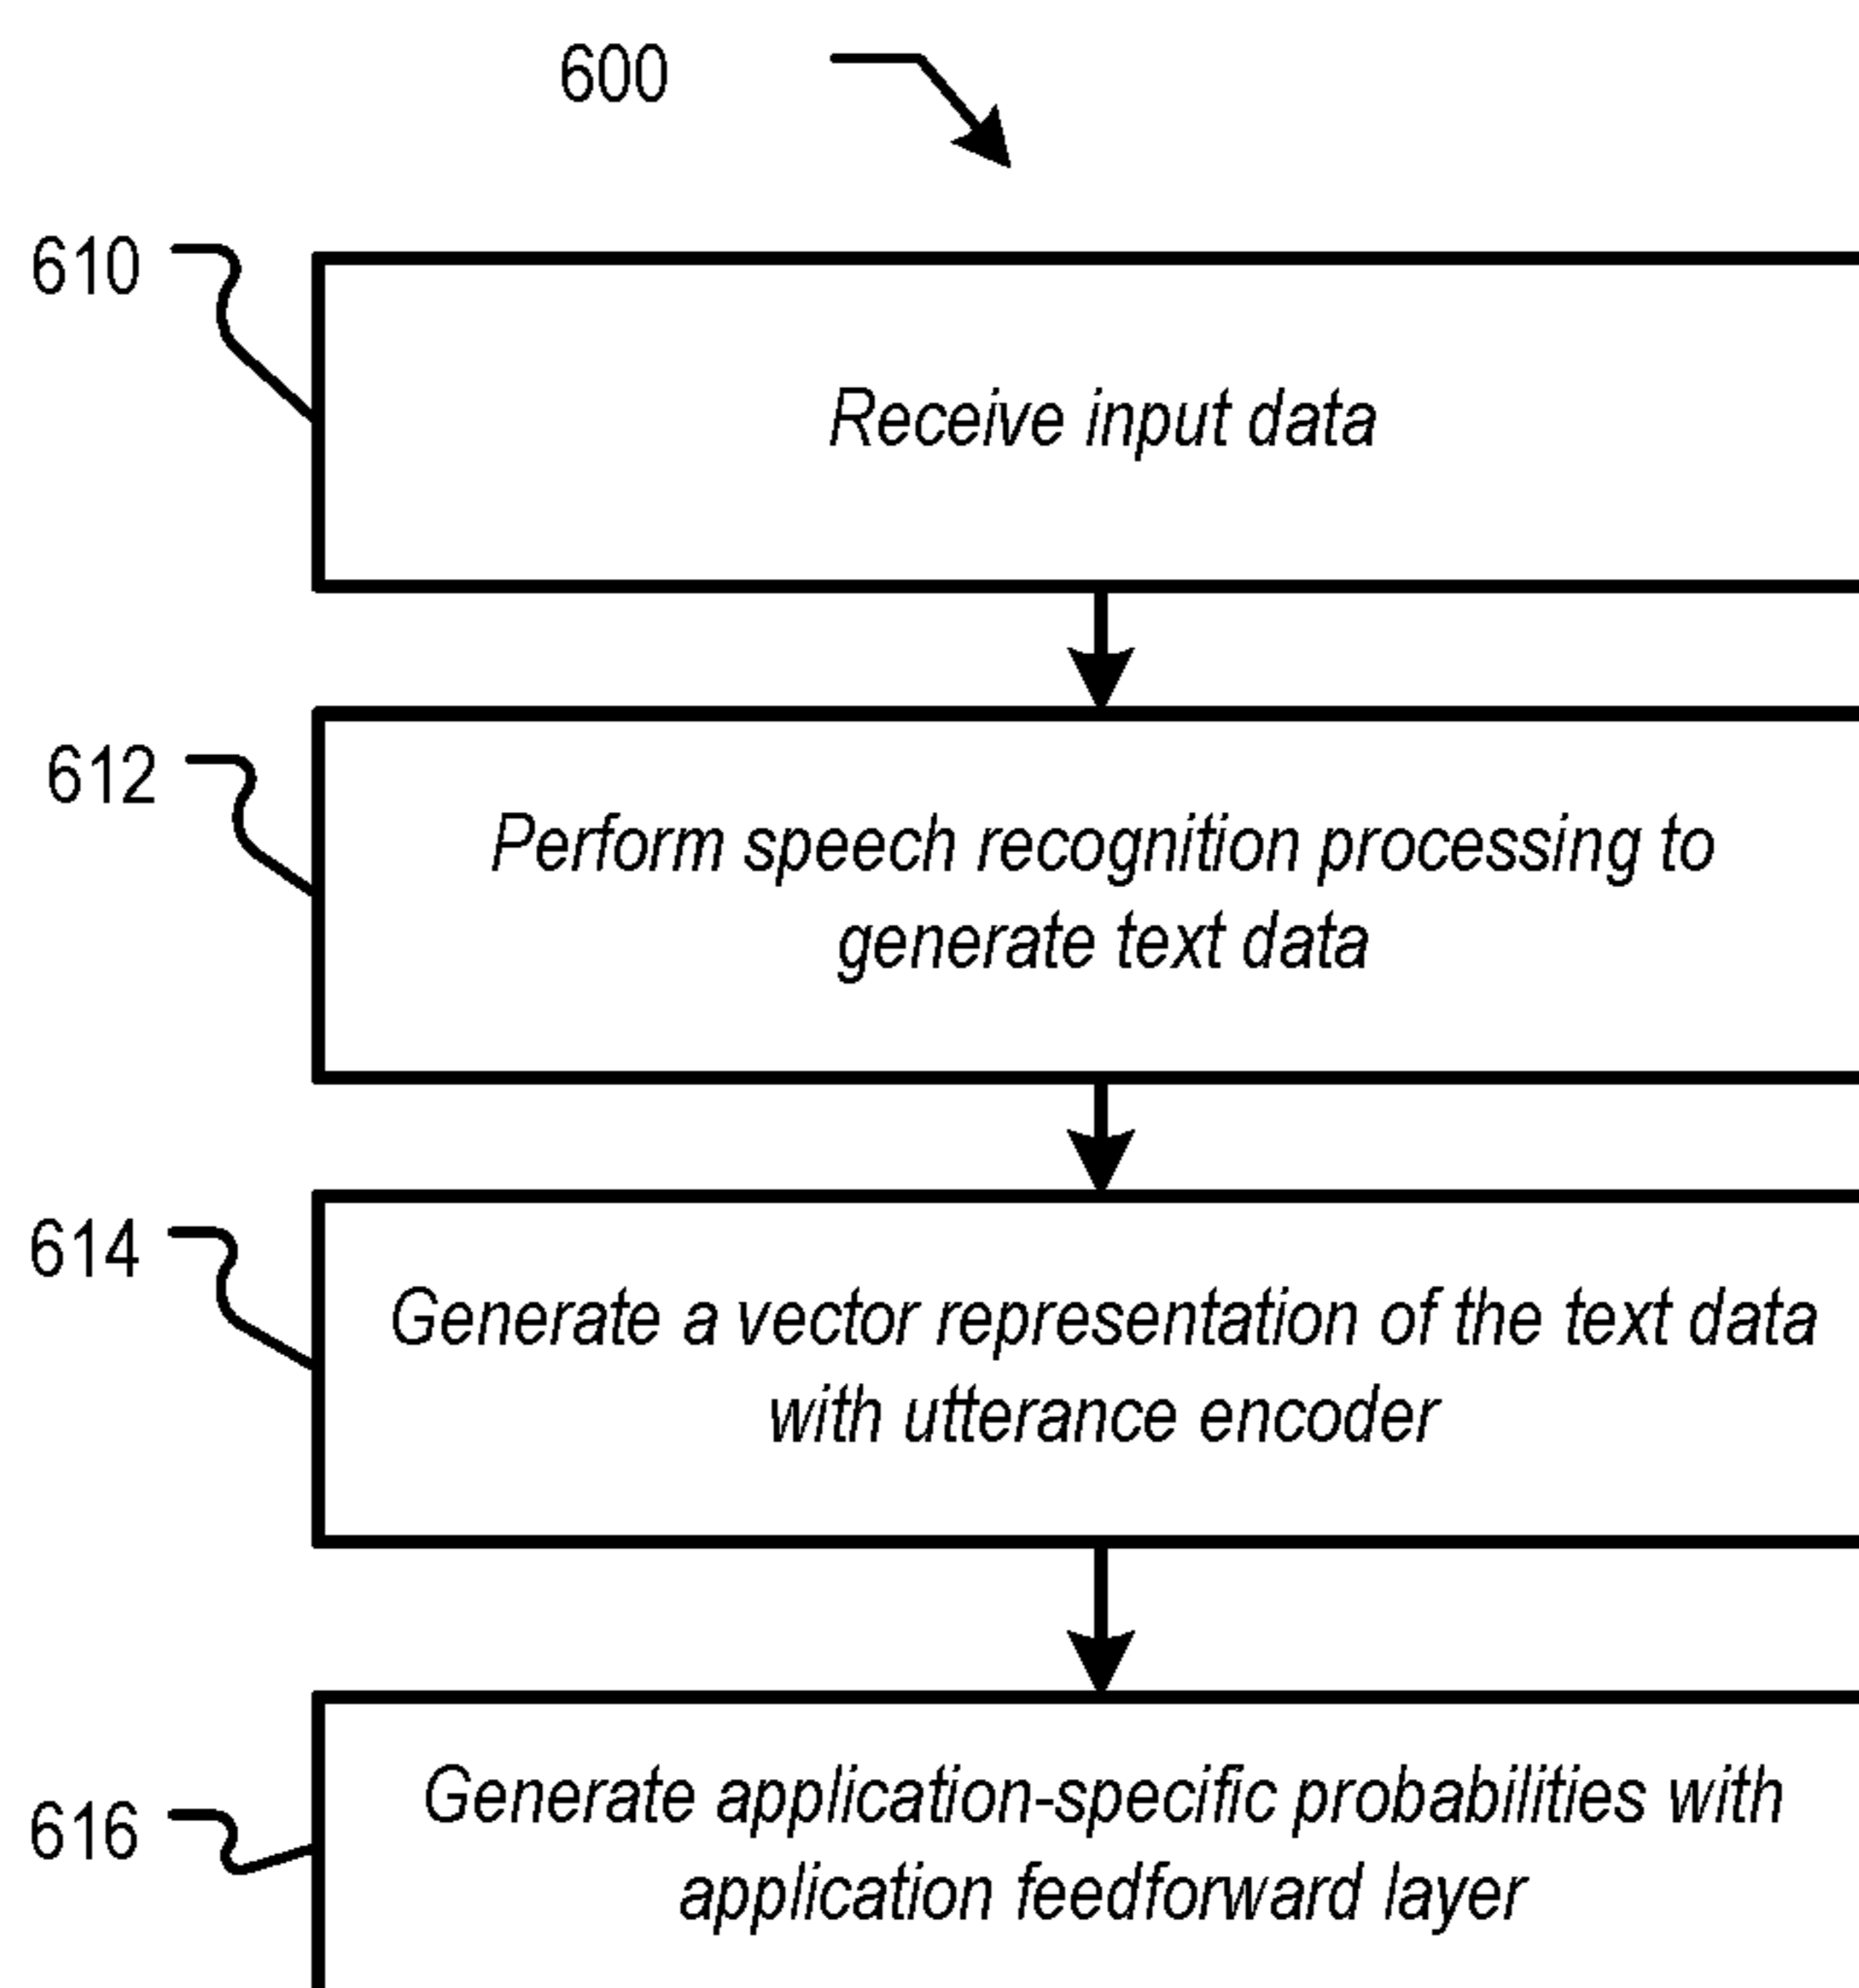 600
610
Receive input data
612
Perform speech recognition processing to
generate text data
614
Generate a vector representation of the text data
with utterance encoder
616
Generate application-specific probabilities with
application feedforward layer